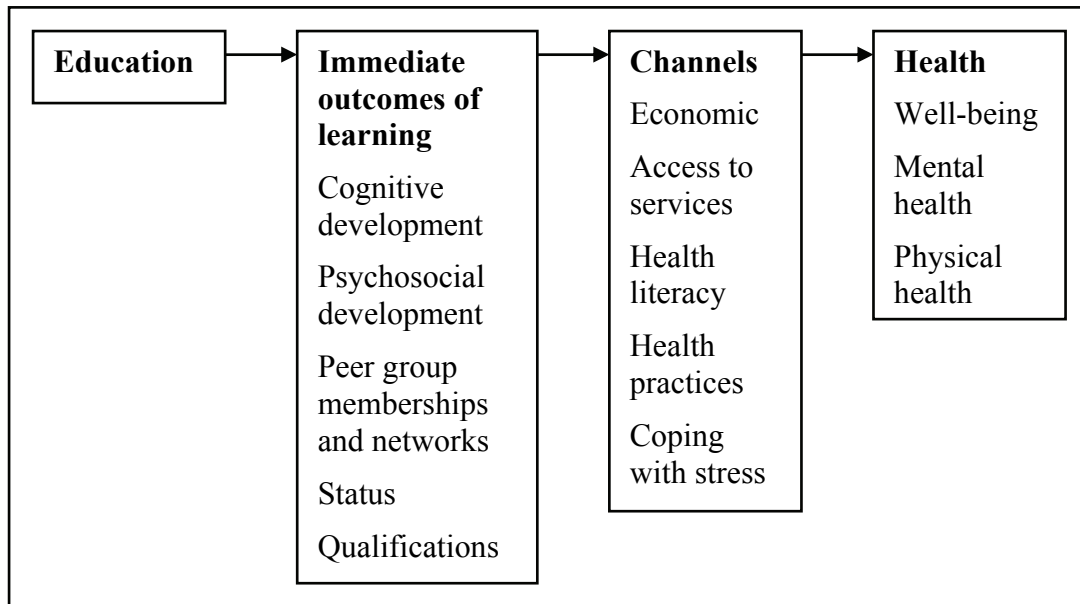 Education
Immediate
outcomes of
learning
Cognitive
development
Psychosocial
development
Peer group
memberships
and networks
Status
Qualifications
Channels
Economic
Access to
services
Health
literacy
Health
practices
Coping
with stress
Health
Well-being
Mental
health
Physical
health